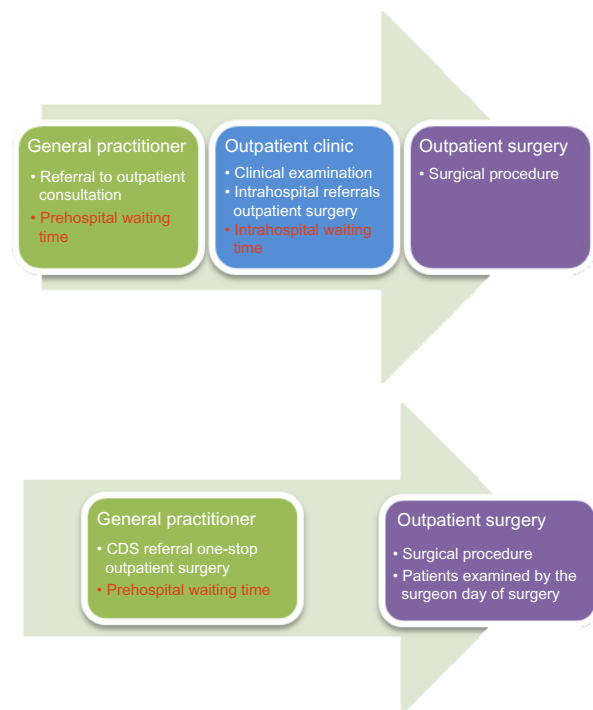 General practitioner
• Referral to outpatient
consultation
• Prehospital waiting
time
Outpatient clinic
• Clinical examination
• Intrahospital referrals
outpatient surgery
• Intrahospital waiting
time
Outpatient surgery
• Surgical procedure
General practitioner
• CDS referral one-stop
outpatient surgery
• Prehospital waiting time
Outpatient surgery
• Surgical procedure
• Patients examined by the
surgeon day of surgery